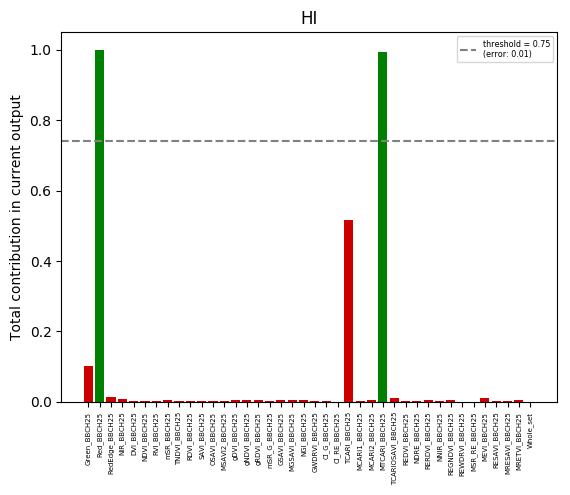 HI
threshold = 0.75
(error: 0.01)
Total contribution in current output
1.0
0.8
0.6
0.4
0.2
0.0
Green_BBCH25
Red_BBCH25
RedEdge_BBCH25
NIR_BBCH25
DVI_BBCH25
NDVI_BBCH25
RVI_BBCH25
mSR_BBCH25
TNDVI_BBCH25
RDVI_BBCH25
SAVI_BBCH25
OSAVI_BBCH25
MSAVI2_BBCH25
gDVI_BBCH25
gNDVI_BBCH25
gRDVI_BBCH25
mSR_G_BBCH25
GSAVI_BBCH25
MGSAVI_BBCH25
NGI_BBCH25
GWDRVI_BBCH25
CI_G_BBCH25
CI_RE_BBCH25
TCARI_BBCH25
MCARI1_BBCH25
MCARI2_BBCH25
MTCARI_BBCH25
TCARIOSAVI_BBCH25
REDVI_BBCH25
NDRE_BBCH25
RERDVI_BBCH25
NNIR_BBCH25
REGNDVI_BBCH25
REWDRVI_BBCH25
MSR_RE_BBCH25
MEVI_BBCH25
RESAVI_BBCH25
MRESAVI_BBCH25
MRETVI_BBCH25
Whole_set